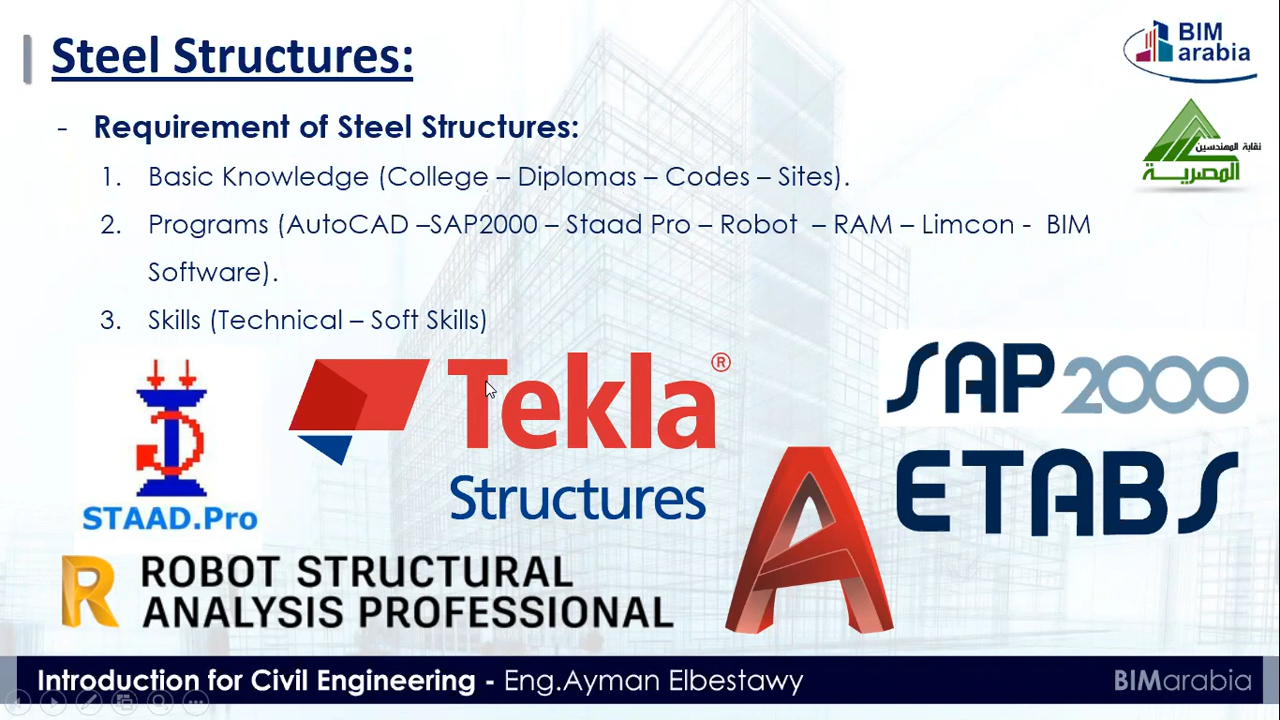 Steel Structures:
BIM
arabia
- Requirement of Steel Structures:
نقابة المهندسين
المصرية
1. Basic Knowledge (College – Diplomas – Codes – Sites).
2. Programs (AutoCAD –SAP2000 – Staad Pro – Robot – RAM – Limcon - BIM
Software).
3. Skills (Technical – Soft Skills)
STAAD.Pro
Tekla®
Structures
SAP2000
ETABS
ROBOT STRUCTURAL
ANALYSIS PROFESSIONAL
Introduction for Civil Engineering - Eng.Ayman Elbestawy
BIMarabia